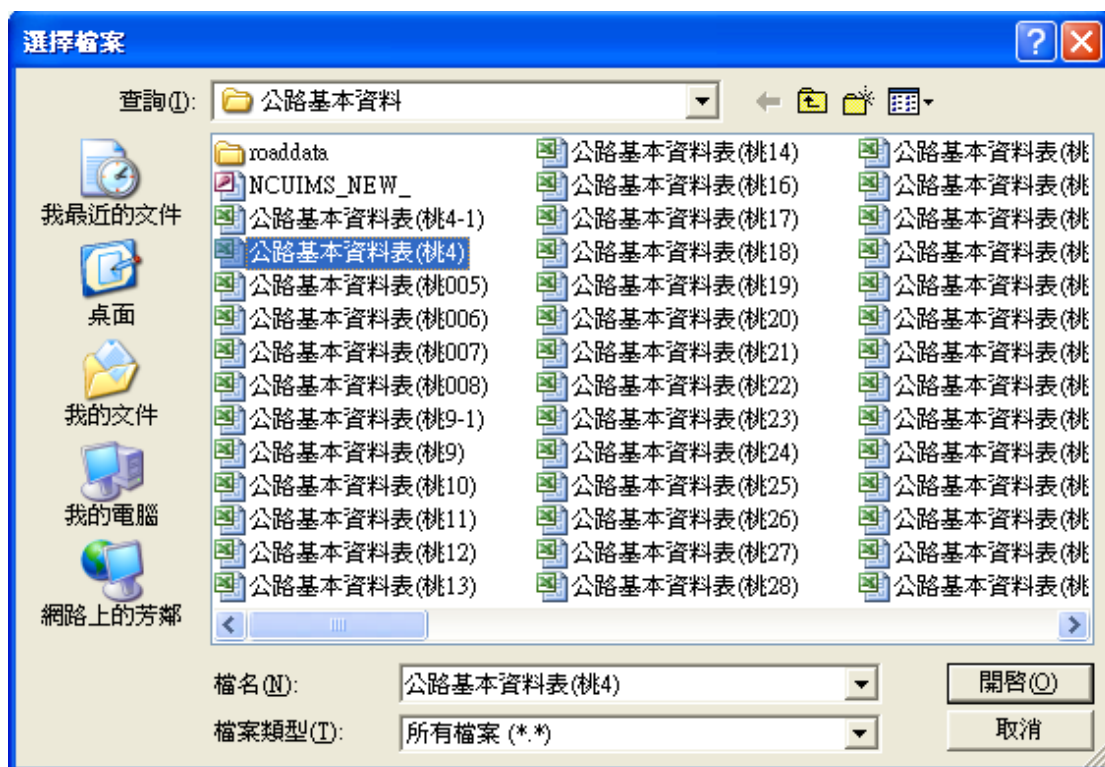 選擇檔案
查詢(I):
公路基本資料
我最近的文件
桌面
我的文件
我的電腦
網路上的芳鄰
roaddata
NCUIMS_NEW_
公路基本資料表(桃4-1)
公路基本資料表(桃4)
公路基本資料表(桃005)
公路基本資料表(桃006)
公路基本資料表(桃007)
公路基本資料表(桃008)
公路基本資料表(桃9-1)
公路基本資料表(桃9)
公路基本資料表(桃10)
公路基本資料表(桃11)
公路基本資料表(桃12)
公路基本資料表(桃13)
公路基本資料表(桃14)
公路基本資料表(桃16)
公路基本資料表(桃17)
公路基本資料表(桃18)
公路基本資料表(桃19)
公路基本資料表(桃20)
公路基本資料表(桃21)
公路基本資料表(桃22)
公路基本資料表(桃23)
公路基本資料表(桃24)
公路基本資料表(桃25)
公路基本資料表(桃26)
公路基本資料表(桃27)
公路基本資料表(桃28)
公路基本資料表(桃
公路基本資料表(桃
公路基本資料表(桃
公路基本資料表(桃
公路基本資料表(桃
公路基本資料表(桃
公路基本資料表(桃
公路基本資料表(桃
公路基本資料表(桃
公路基本資料表(桃
公路基本資料表(桃
公路基本資料表(桃
公路基本資料表(桃
公路基本資料表(桃
檔名(N):
公路基本資料表(桃4)
開啓(O)
檔案類型(T):
所有檔案 (*.*)
取消